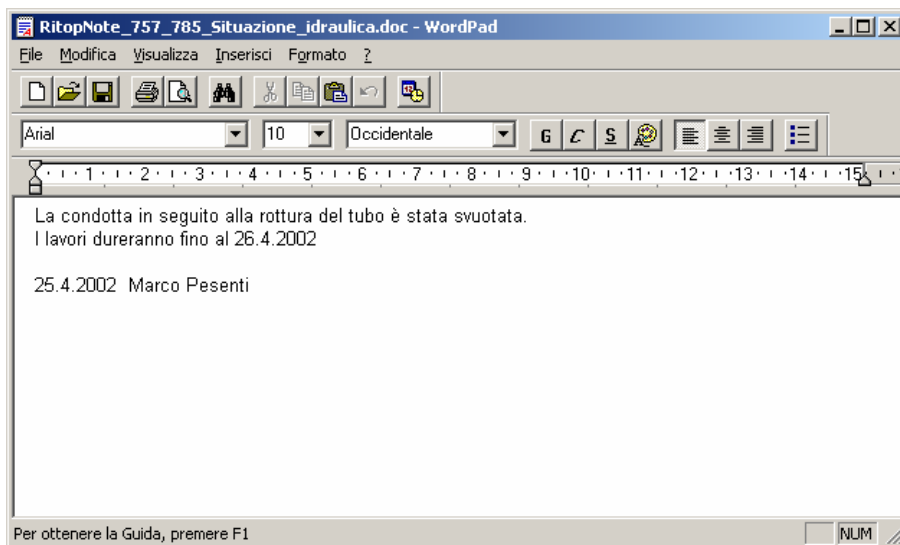 RitopNote_757_785_Situazione_idraulica.doc - WordPad
File Modifica Visualizza Inserisci Formato ?
Arial 10 Occidentale G C S
1 2 3 4 5 6 7 8 9 10 11 12 13 14 15
La condotta in seguito alla rottura del tubo è stata svuotata.
I lavori dureranno fino al 26.4.2002
25.4.2002 Marco Pesenti
Per ottenere la Guida, premere F1 NUM